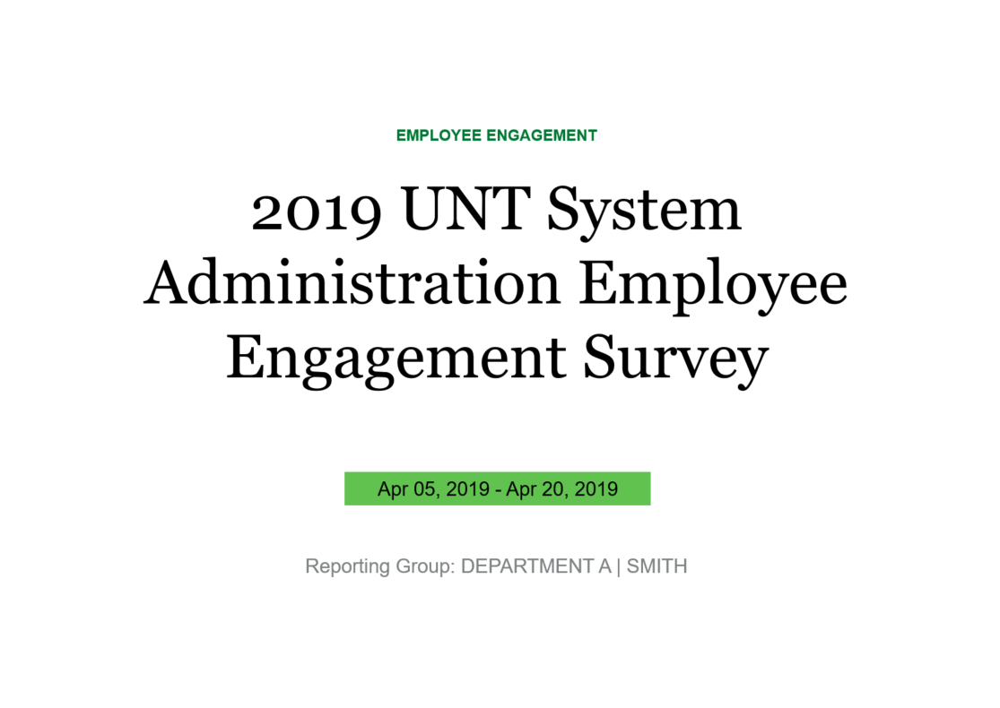 EMPLOYEE ENGAGEMENT
2019 UNT System
Administration Employee
Engagement Survey
Apr 05, 2019 - Apr 20, 2019
Reporting Group: DEPARTMENT A | SMITH